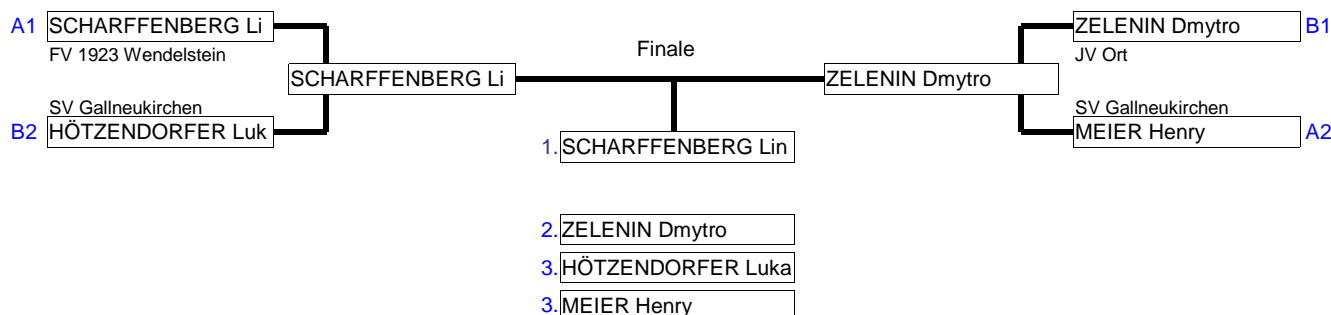 A1 SCHARFFENBERG Li
FV 1923 Wendelstein
SV Gallneukirchen
B2 HÖTZENDORFER Luk
SCHARFFENBERG Li
Finale
ZELENIN Dmytro
ZELENIN Dmytro B1
JV Ort
SV Gallneukirchen
MEIER Henry A2
1. SCHARFFENBERG Lin
2. ZELENIN Dmytro
3. HÖTZENDORFER Luka
3. MEIER Henry